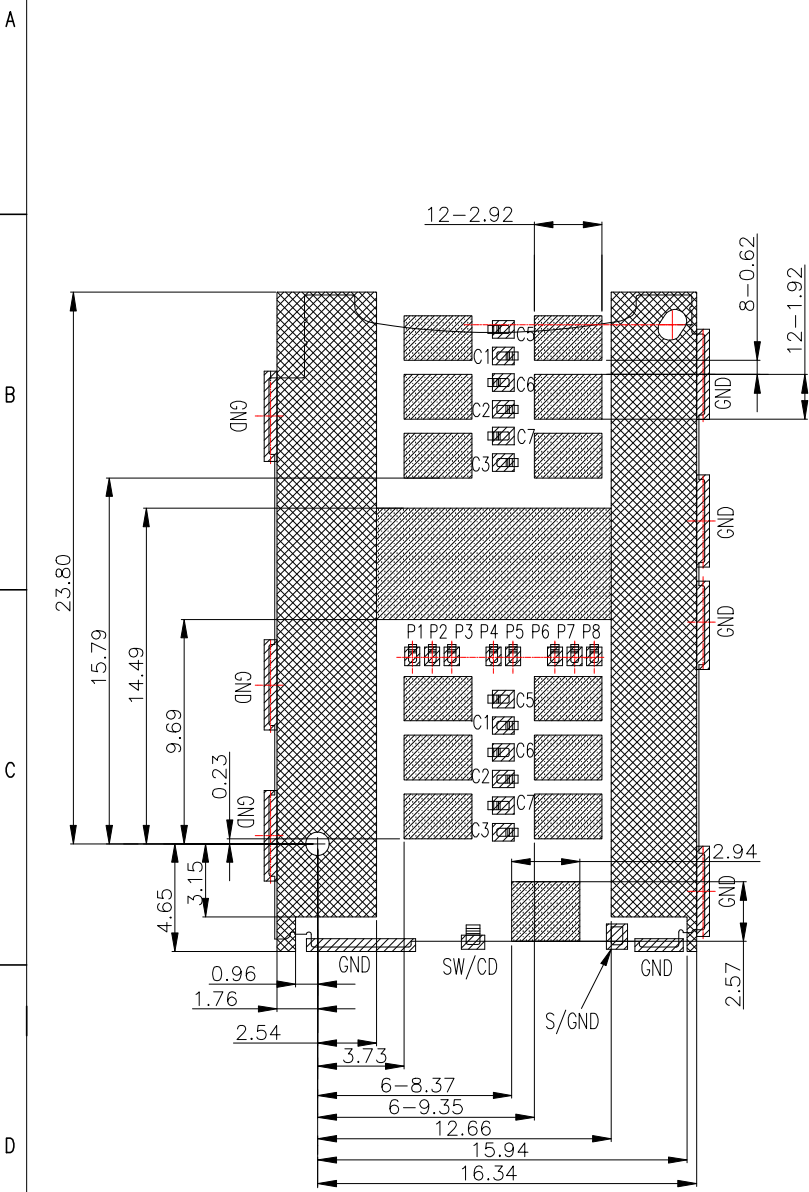 A
12-2.92
8-0.62
12-1.92
B
C5
C1
C6
C2
C7
C3
GND
GND
GND
GND
23.80
15.79
14.49
9.69
0.23
P1 P2 P3 P4 P5 P6 P7 P8
GND
C
C5
C1
C6
C2
C7
C3
GND
3.15
4.65
2.94
GND
2.57
GND
SW/CD
GND
0.96
1.76
S/GND
2.54
3.73
6-8.37
6-9.35
12.66
D
15.94
16.34